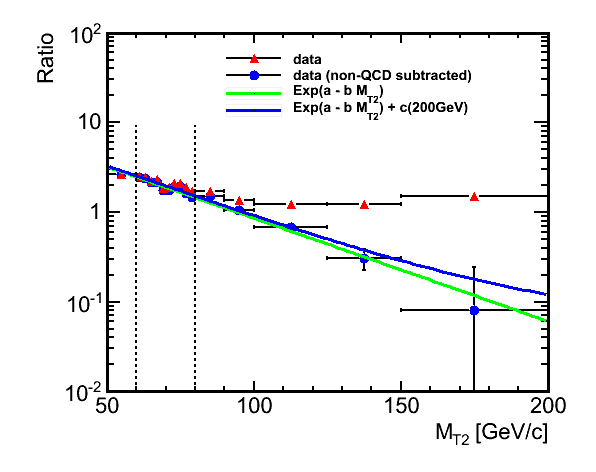 Ratio
10²
10
1
10⁻¹
10⁻²
data
data (non-QCD subtracted)
Exp(a - b M_T2)
Exp(a - b M_T2) + c(200GeV)
50 100 150 200
M_T2 [GeV/c]